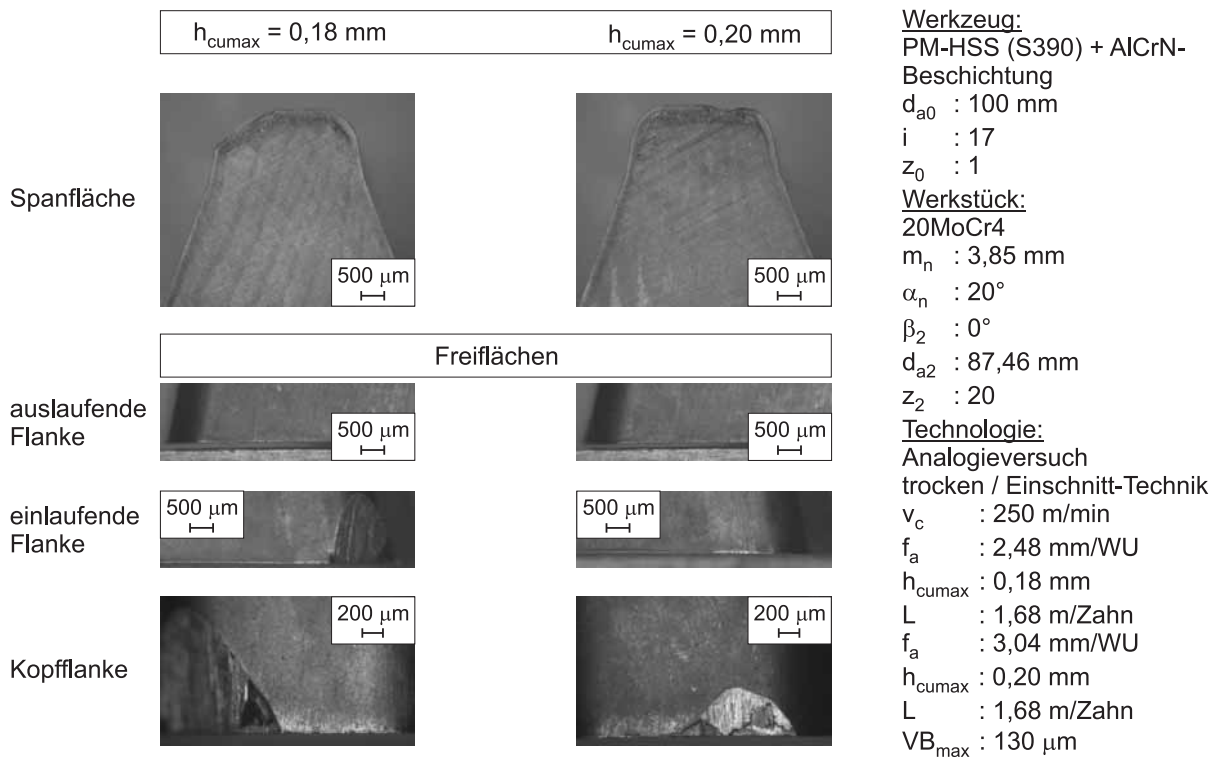 h_cumax = 0,18 mm
h_cumax = 0,20 mm
Spanfläche
500 μm
500 μm
Freiflächen
auslaufende
Flanke
500 μm
500 μm
einlaufende
Flanke
500 μm
500 μm
Kopfflanke
200 μm
200 μm
Werkzeug:
PM-HSS (S390) + AlCrN-
Beschichtung
d_a0 : 100 mm
i : 17
z_0 : 1
Werkstück:
20MoCr4
m_n : 3,85 mm
α_n : 20°
β_2 : 0°
d_a2 : 87,46 mm
z_2 : 20
Technologie:
Analogieversuch
trocken / Einschnitt-Technik
v_c : 250 m/min
f_a : 2,48 mm/WU
h_cumax : 0,18 mm
L : 1,68 m/Zahn
f_a : 3,04 mm/WU
h_cumax : 0,20 mm
L : 1,68 m/Zahn
VB_max : 130 μm